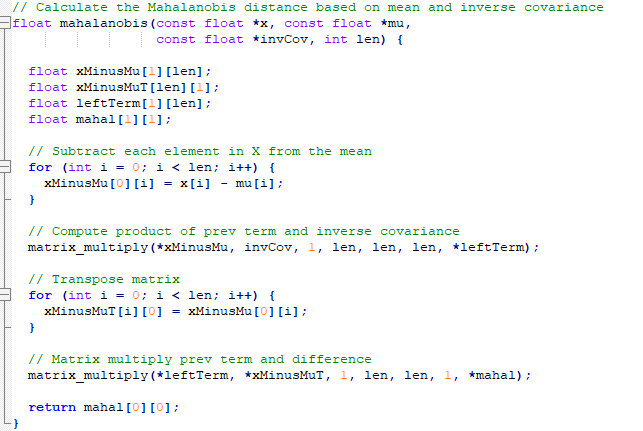 // Calculate the Mahalanobis distance based on mean and inverse covariance
float mahalanobis(const float *x, const float *mu,
                  const float *invCov, int len) {

  float xMinusMu[1][len];
  float xMinusMuT[len][1];
  float leftTerm[1][len];
  float mahal[1][1];

  // Subtract each element in X from the mean
  for (int i = 0; i < len; i++) {
    xMinusMu[0][i] = x[i] - mu[i];
  }

  // Compute product of prev term and inverse covariance
  matrix_multiply(*xMinusMu, invCov, 1, len, len, len, *leftTerm);

  // Transpose matrix
  for (int i = 0; i < len; i++) {
    xMinusMuT[i][0] = xMinusMu[0][i];
  }

  // Matrix multiply prev term and difference
  matrix_multiply(*leftTerm, *xMinusMuT, 1, len, len, 1, *mahal);

  return mahal[0][0];
}